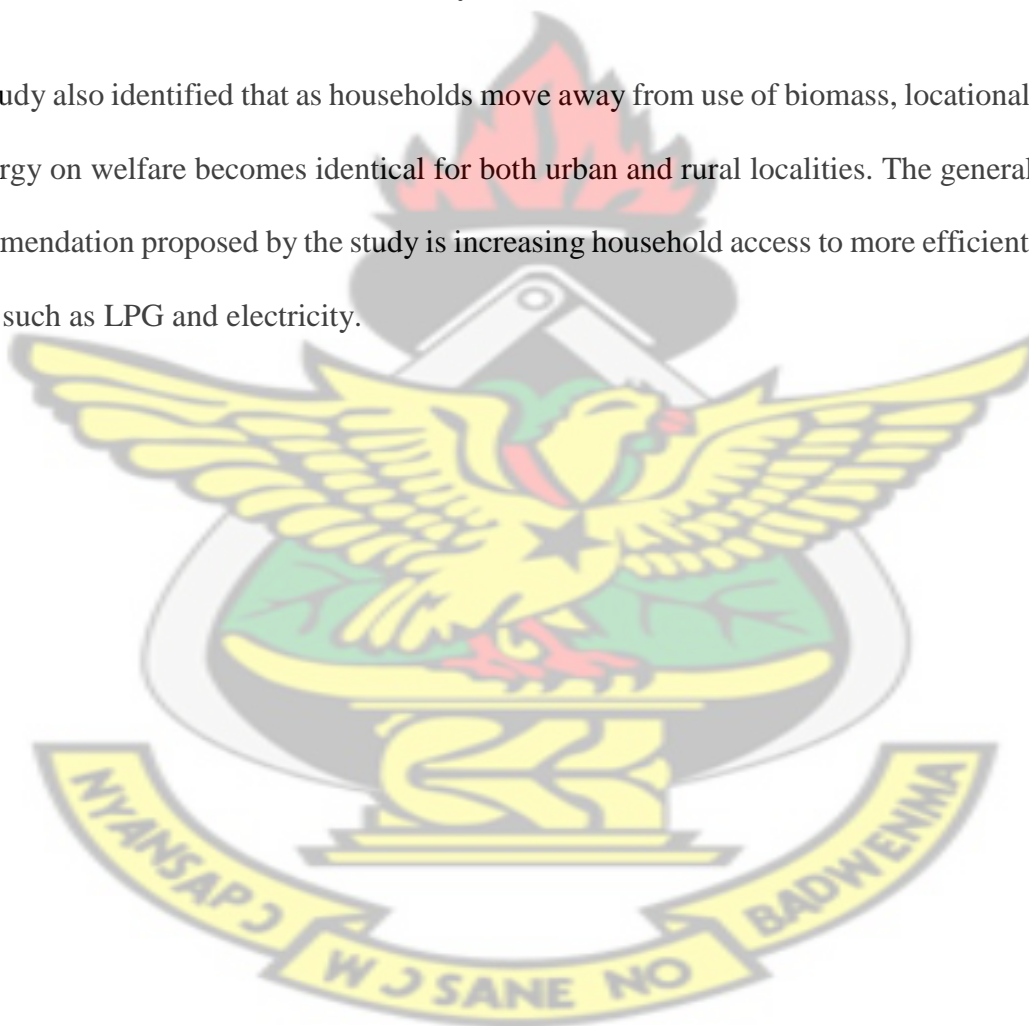 udy also identified that as households move away from use of biomass, locational
rgy on welfare becomes identical for both urban and rural localities. The general
mendation proposed by the study is increasing household access to more efficient
such as LPG and electricity.
NYANSAPƆ
WƆSANE NO
BADWENMA